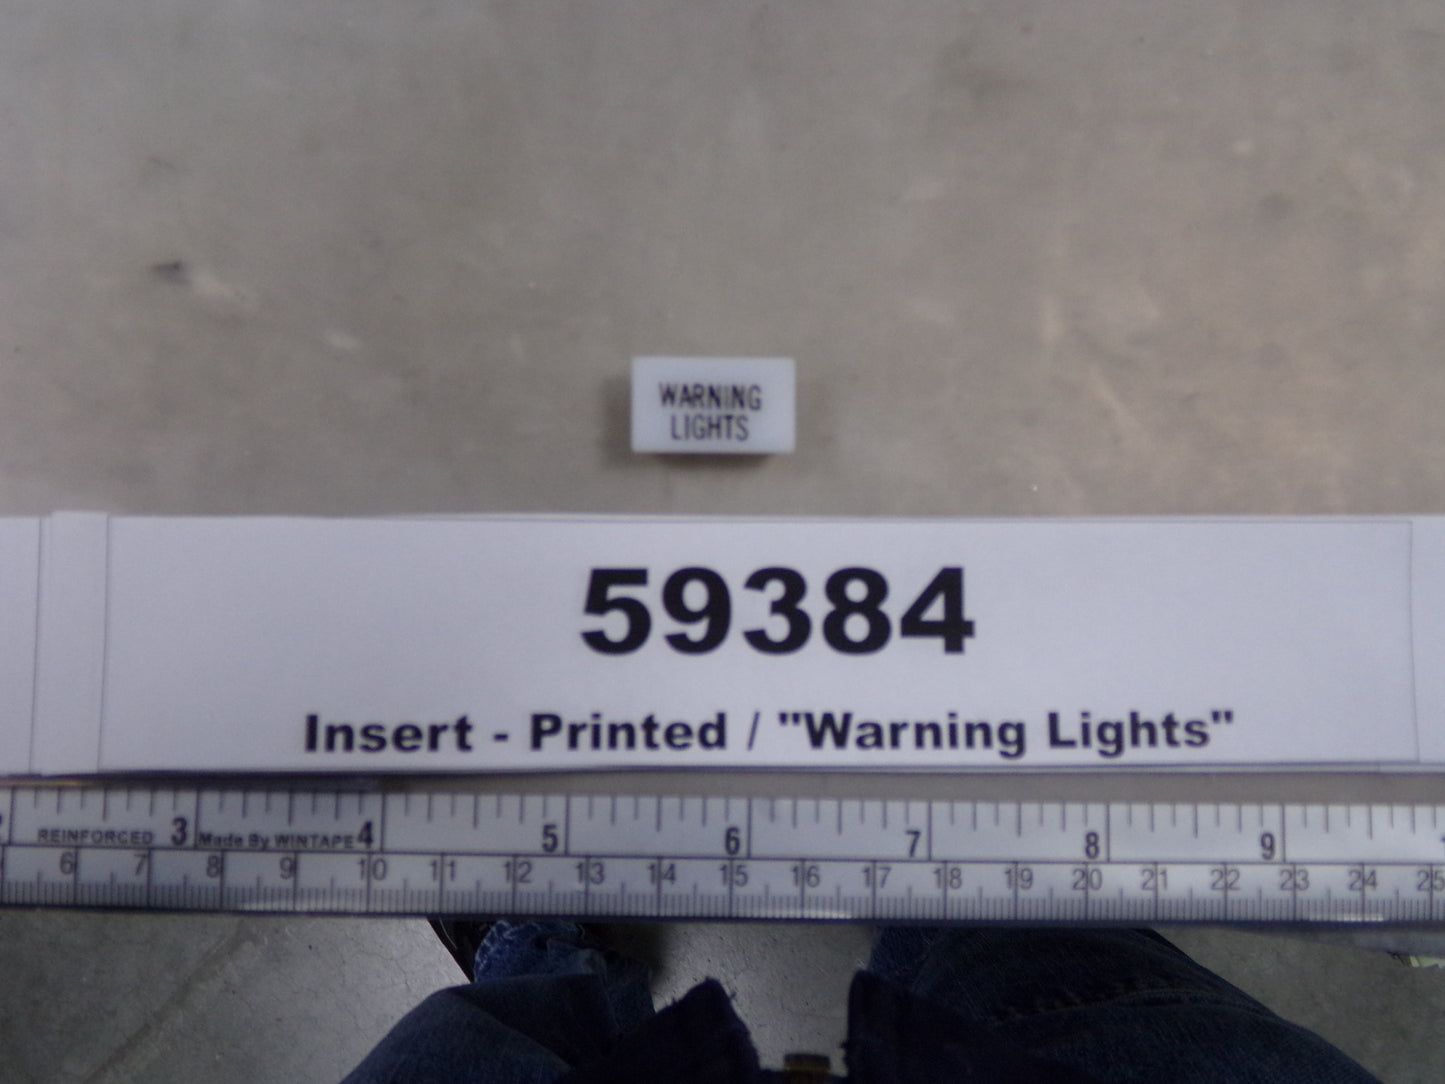 WARNING
LIGHTS
59384
Insert - Printed / "Warning Lights"
REINFORCED 3 Made By WINTAPE 4 5 6 7 8 9
6 7 8 9 10 11 12 13 14 15 16 17 18 19 20 21 22 23 24 25